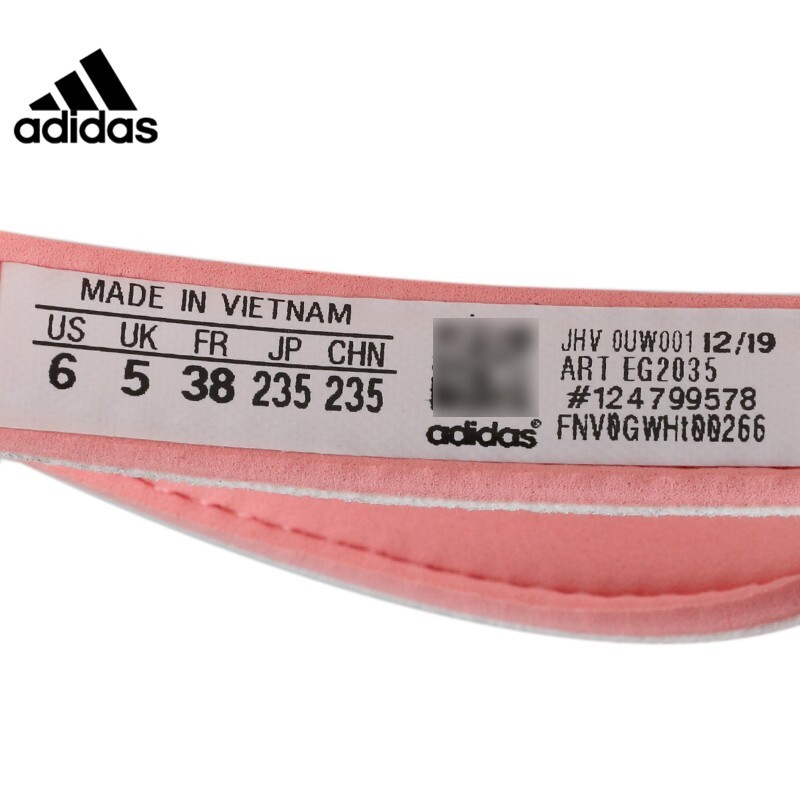 adidas
MADE IN VIETNAM
US UK FR JP CHN
6 5 38 235 235
adidas®
JHV 0UW001 12/19
ART EG2035
#124799578
FNV0GWHt00266